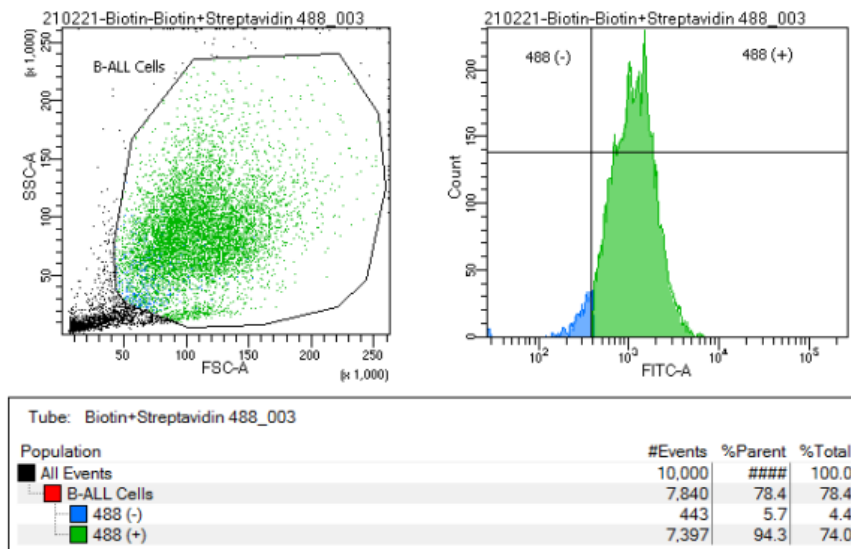 210221-Biotin-Biotin+Streptavidin 488_003
(x 1,000)
250
200
150
100
50
SSC-A
B-ALL Cells
50 100 150 200 250
FSC-A
(x 1,000)
210221-Biotin-Biotin+Streptavidin 488_003
488 (-) 488 (+)
Count
200
150
100
50
0
10^2 10^3 10^4 10^5
FITC-A
Tube: Biotin+Streptavidin 488_003
Population #Events %Parent %Total
All Events 10,000 #### 100.0
B-ALL Cells 7,840 78.4 78.4
488 (-) 443 5.7 4.4
488 (+) 7,397 94.3 74.0